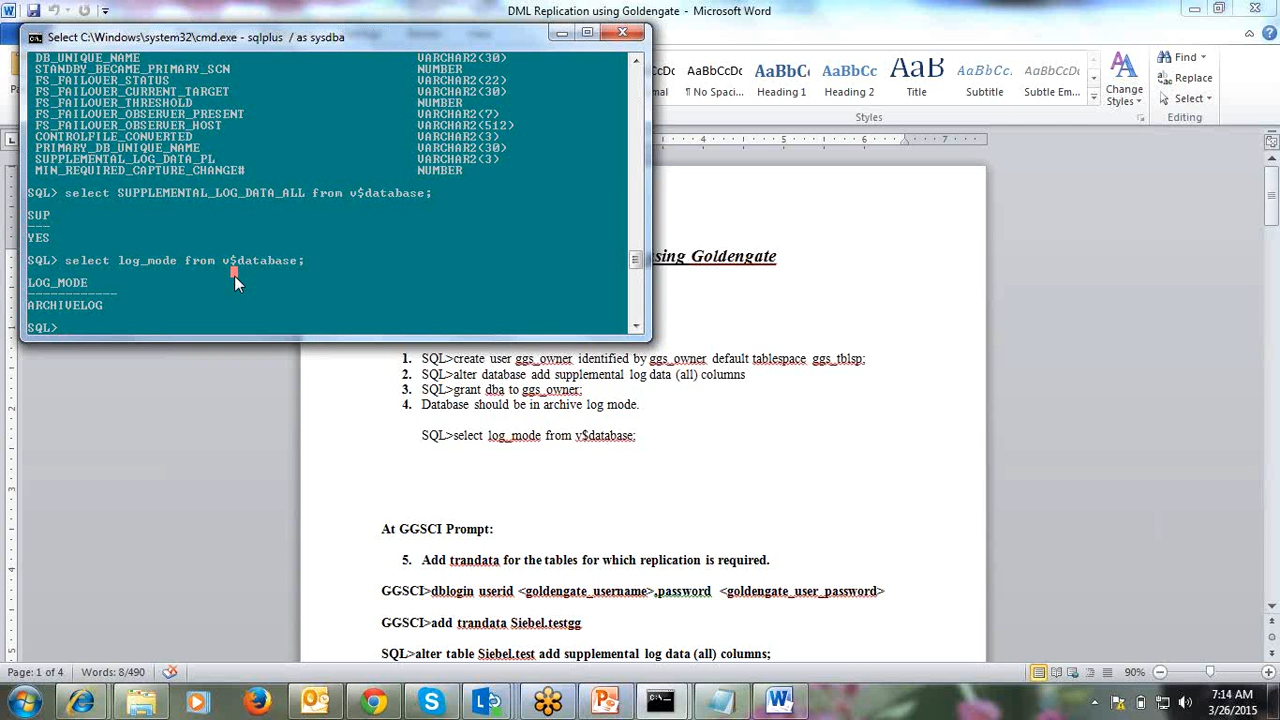 DML Replication using Goldengate - Microsoft Word
Select C:\Windows\system32\cmd.exe - sqlplus / as sysdba
DB_UNIQUE_NAME VARCHAR2(30)
STANDBY_BECAME_PRIMARY_SCN NUMBER
FS_FAILOVER_STATUS VARCHAR2(22)
FS_FAILOVER_CURRENT_TARGET VARCHAR2(30)
FS_FAILOVER_THRESHOLD NUMBER
FS_FAILOVER_OBSERVER_PRESENT VARCHAR2(7)
FS_FAILOVER_OBSERVER_HOST VARCHAR2(512)
CONTROLFILE_CONVERTED VARCHAR2(3)
PRIMARY_DB_UNIQUE_NAME VARCHAR2(30)
SUPPLEMENTAL_LOG_DATA_PL VARCHAR2(3)
MIN_REQUIRED_CAPTURE_CHANGE# NUMBER
SQL> select SUPPLEMENTAL_LOG_DATA_ALL from v$database;
SUP
---
YES
SQL> select log_mode from v$database;
LOG_MODE
------------
ARCHIVELOG
SQL>
AaBbCcDc AaBbCcDc AaBbCc AaBbCc AaB AaBbCcDc AaBbCcDc
¶ No Spaci... Heading 1 Heading 2 Title Subtitle Subtle Em...
Change Styles
Find
Replace
Select
Styles
Editing
sing Goldengate
1. SQL>create user ggs_owner identified by ggs_owner default tablespace ggs_tblsp;
2. SQL>alter database add supplemental log data (all) columns
3. SQL>grant dba to ggs_owner;
4. Database should be in archive log mode.
SQL>select log_mode from v$database;
At GGSCI Prompt:
5. Add trandata for the tables for which replication is required.
GGSCI>dblogin userid <goldengate_username>,password <goldengate_user_password>
GGSCI>add trandata Siebel.testgg
SQL>alter table Siebel.test add supplemental log data (all) columns;
Page: 1 of 4 Words: 8/490 90%
7:14 AM
3/26/2015